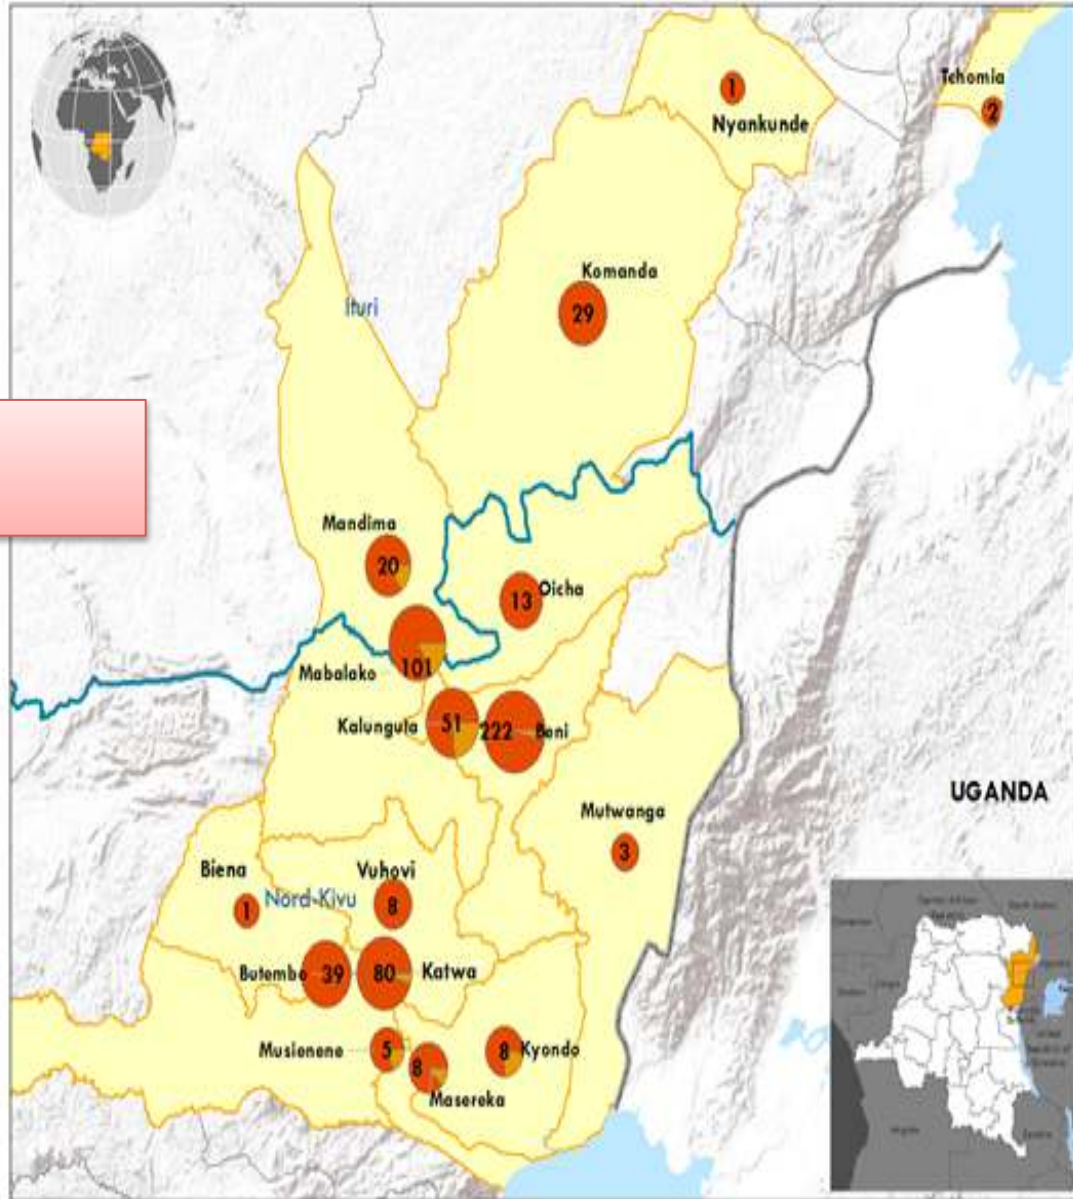 Tchomia
2
1
Nyankunde
Komanda
29
Ituri
Mandima
20
Oicha
13
Mabalako
101
Kalunguta
51
222
Beni
UGANDA
Mutwanga
3
Biena
1
Nord-Kivu
Vuhovi
8
Butembo
39
80
Katwa
Musienene
5
8
Masereka
8
Kyondo